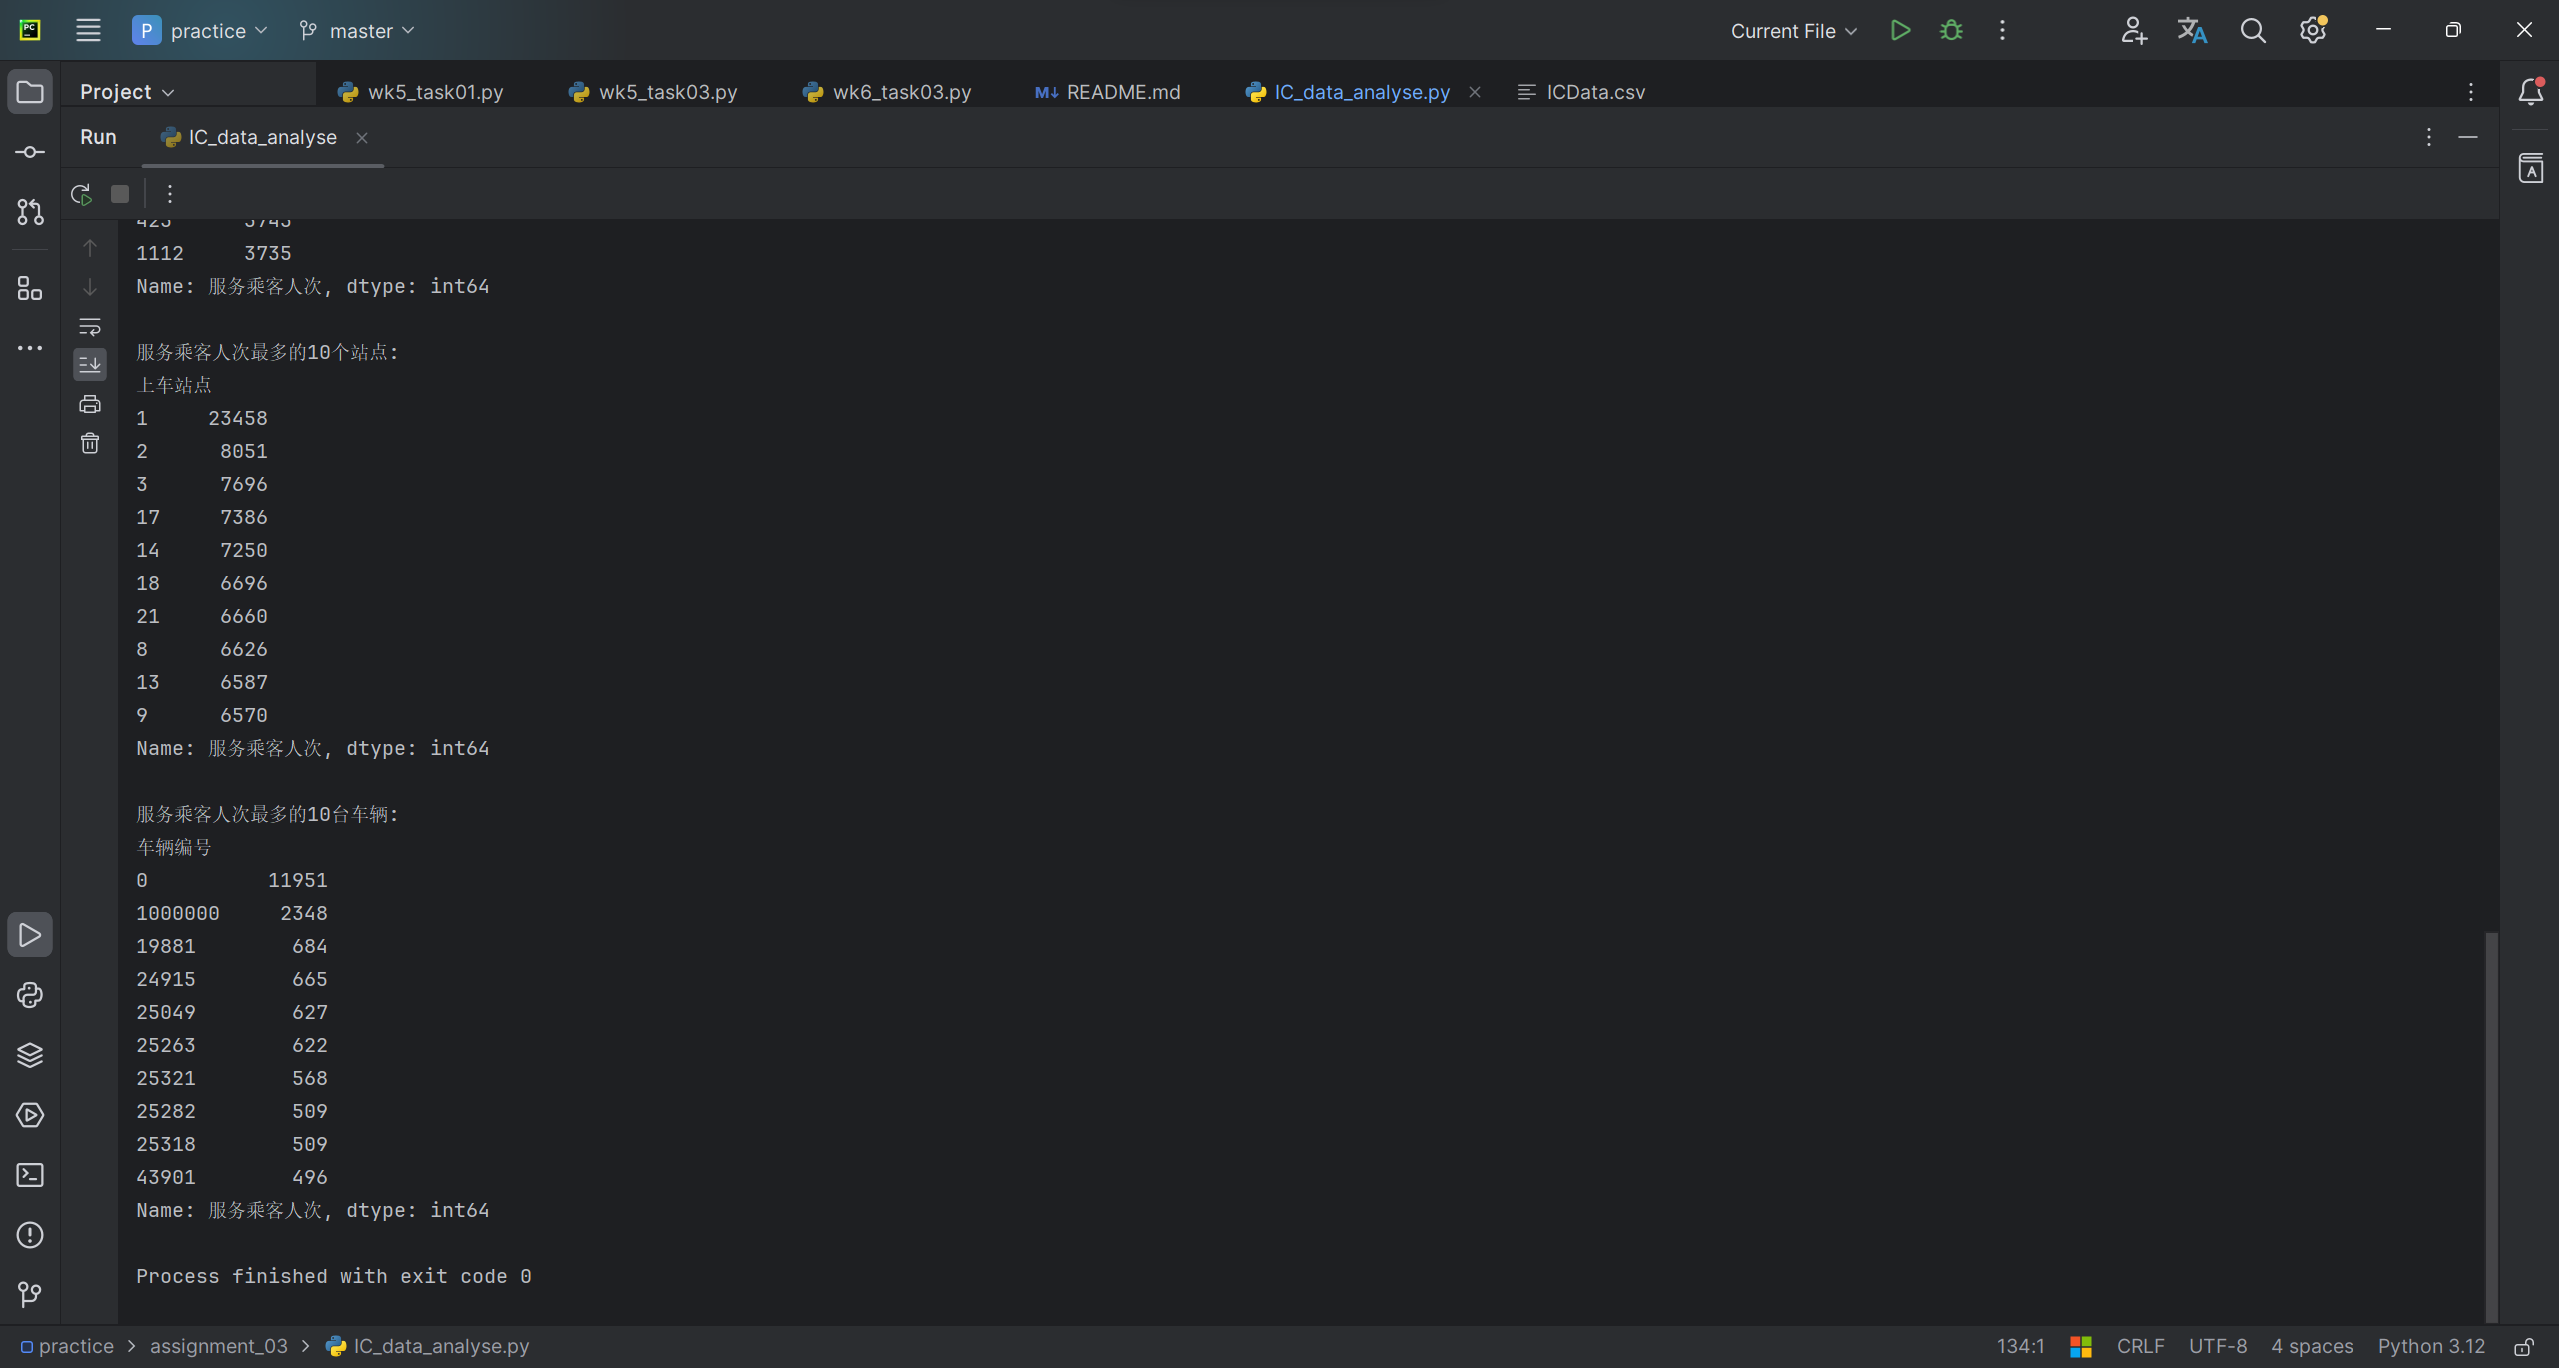 PC
P practice master
Current File
Project
wk5_task01.py wk5_task03.py wk6_task03.py README.md IC_data_analyse.py ICData.csv
Run IC_data_analyse
1112 3735
Name: 服务乘客人次, dtype: int64
服务乘客人次最多的10个站点:
上车站点
1 23458
2 8051
3 7696
17 7386
14 7250
18 6696
21 6660
8 6626
13 6587
9 6570
Name: 服务乘客人次, dtype: int64
服务乘客人次最多的10台车辆:
车辆编号
0 11951
1000000 2348
19881 684
24915 665
25049 627
25263 622
25321 568
25282 509
25318 509
43901 496
Name: 服务乘客人次, dtype: int64
Process finished with exit code 0
practice > assignment_03 > IC_data_analyse.py 134:1 CRLF UTF-8 4 spaces Python 3.12